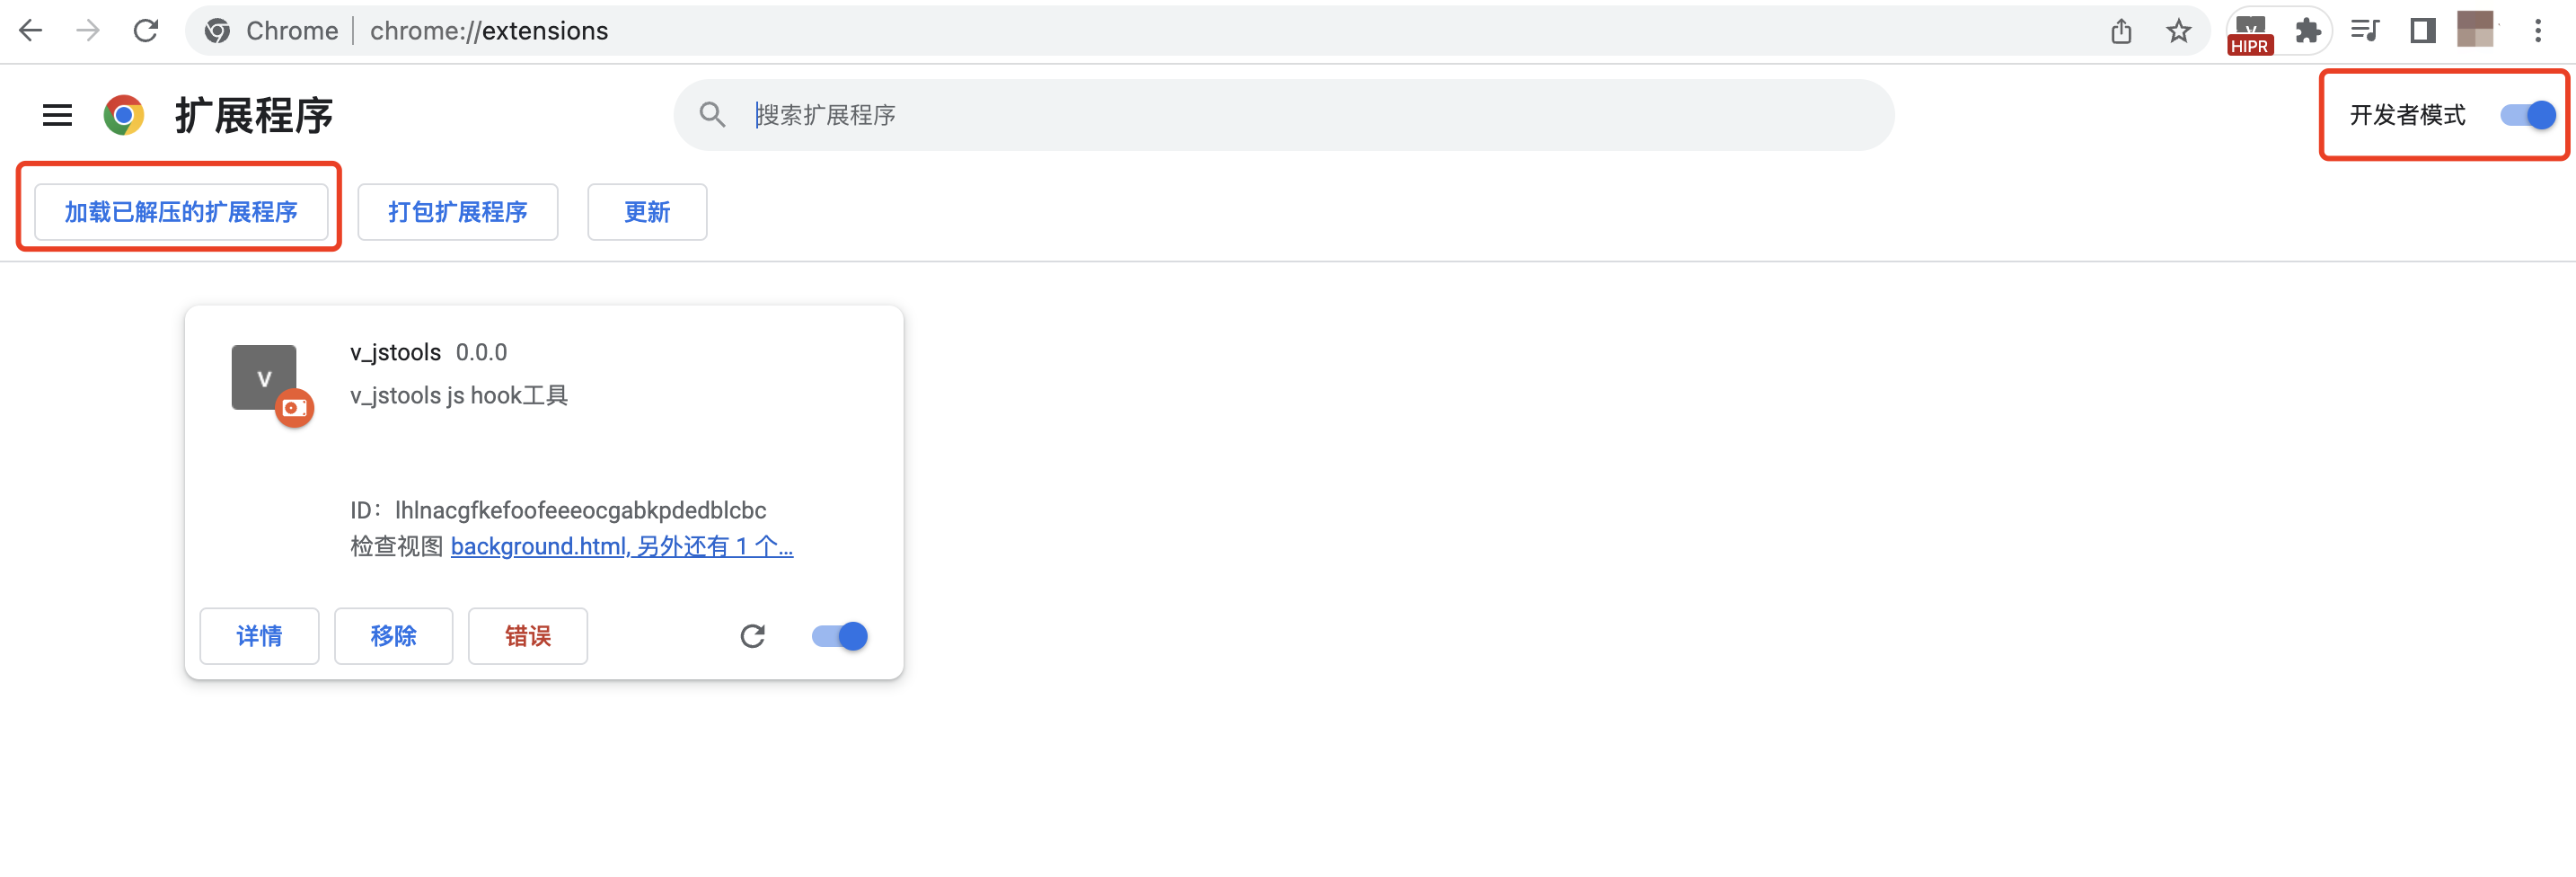 Chrome | chrome://extensions
HIPR
扩展程序
搜索扩展程序
开发者模式
加载已解压的扩展程序
打包扩展程序
更新
V
v_jstools 0.0.0
v_jstools js hook工具
ID：lhlnacgfkefoofeeeocgabkpdedblcbc
检查视图 background.html, 另外还有 1 个...
详情
移除
错误